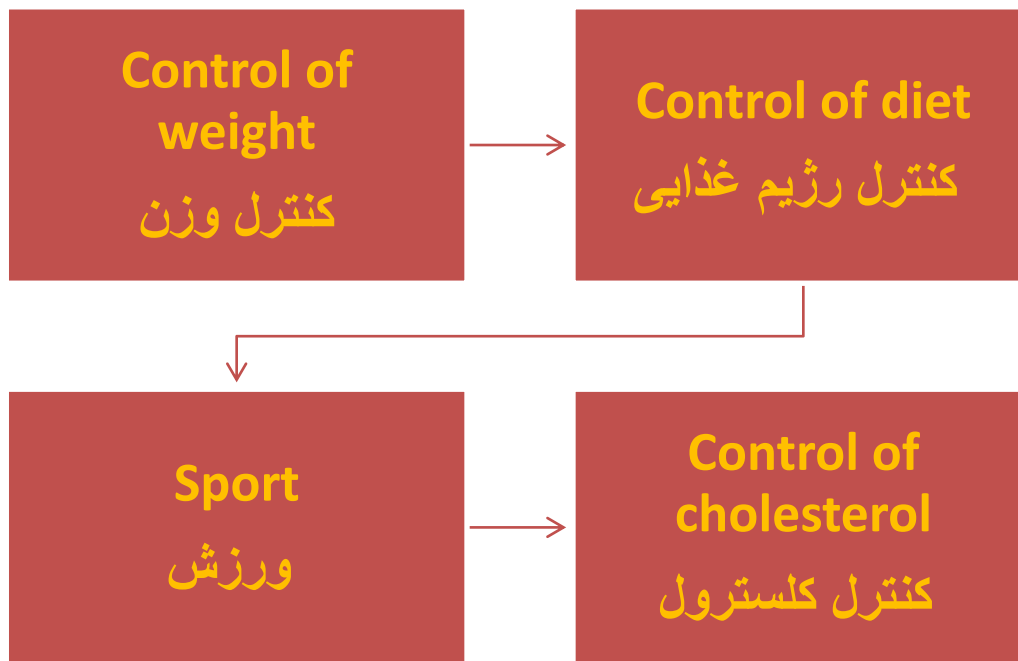 Control of
weight
کنترل وزن
Control of diet
کنترل رژیم غذایی
Sport
ورزش
Control of
cholesterol
کنترل کلسترول